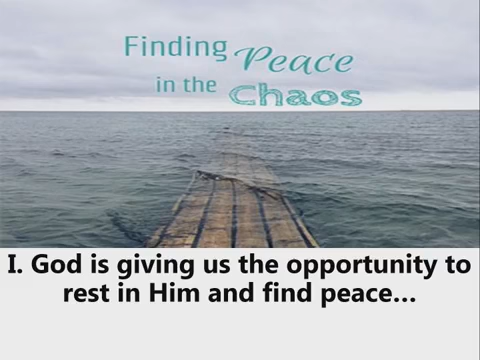 Finding Peace
in the Chaos
I. God is giving us the opportunity to
rest in Him and find peace...